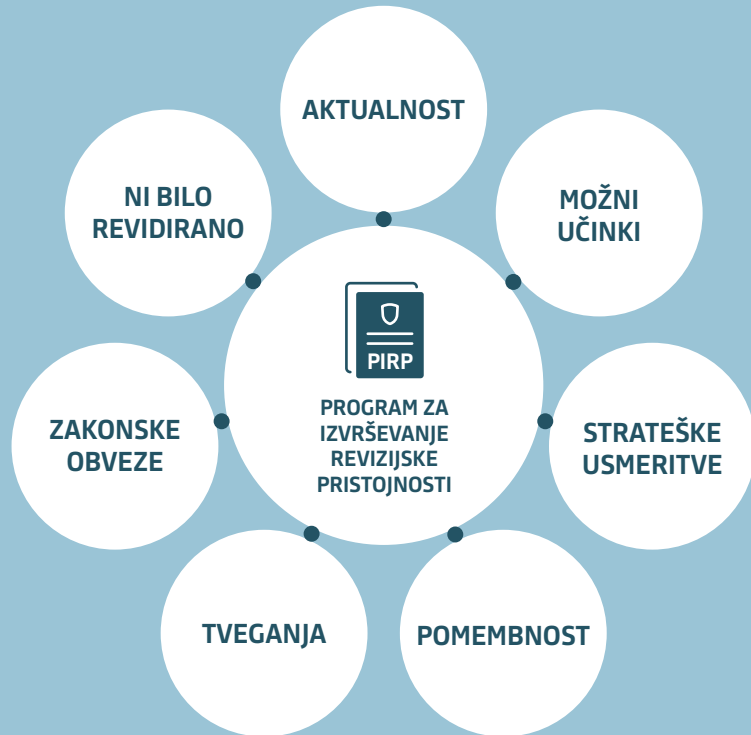 AKTUALNOST
MOŽNI
UČINKI
STRATEŠKE
USMERITVE
POMEMBNOST
TVEGANJA
ZAKONSKE
OBVEZE
NI BILO
REVIDIRANO
PIRP
PROGRAM ZA
IZVRŠEVANJE
REVIZIJSKE
PRISTOJNOSTI